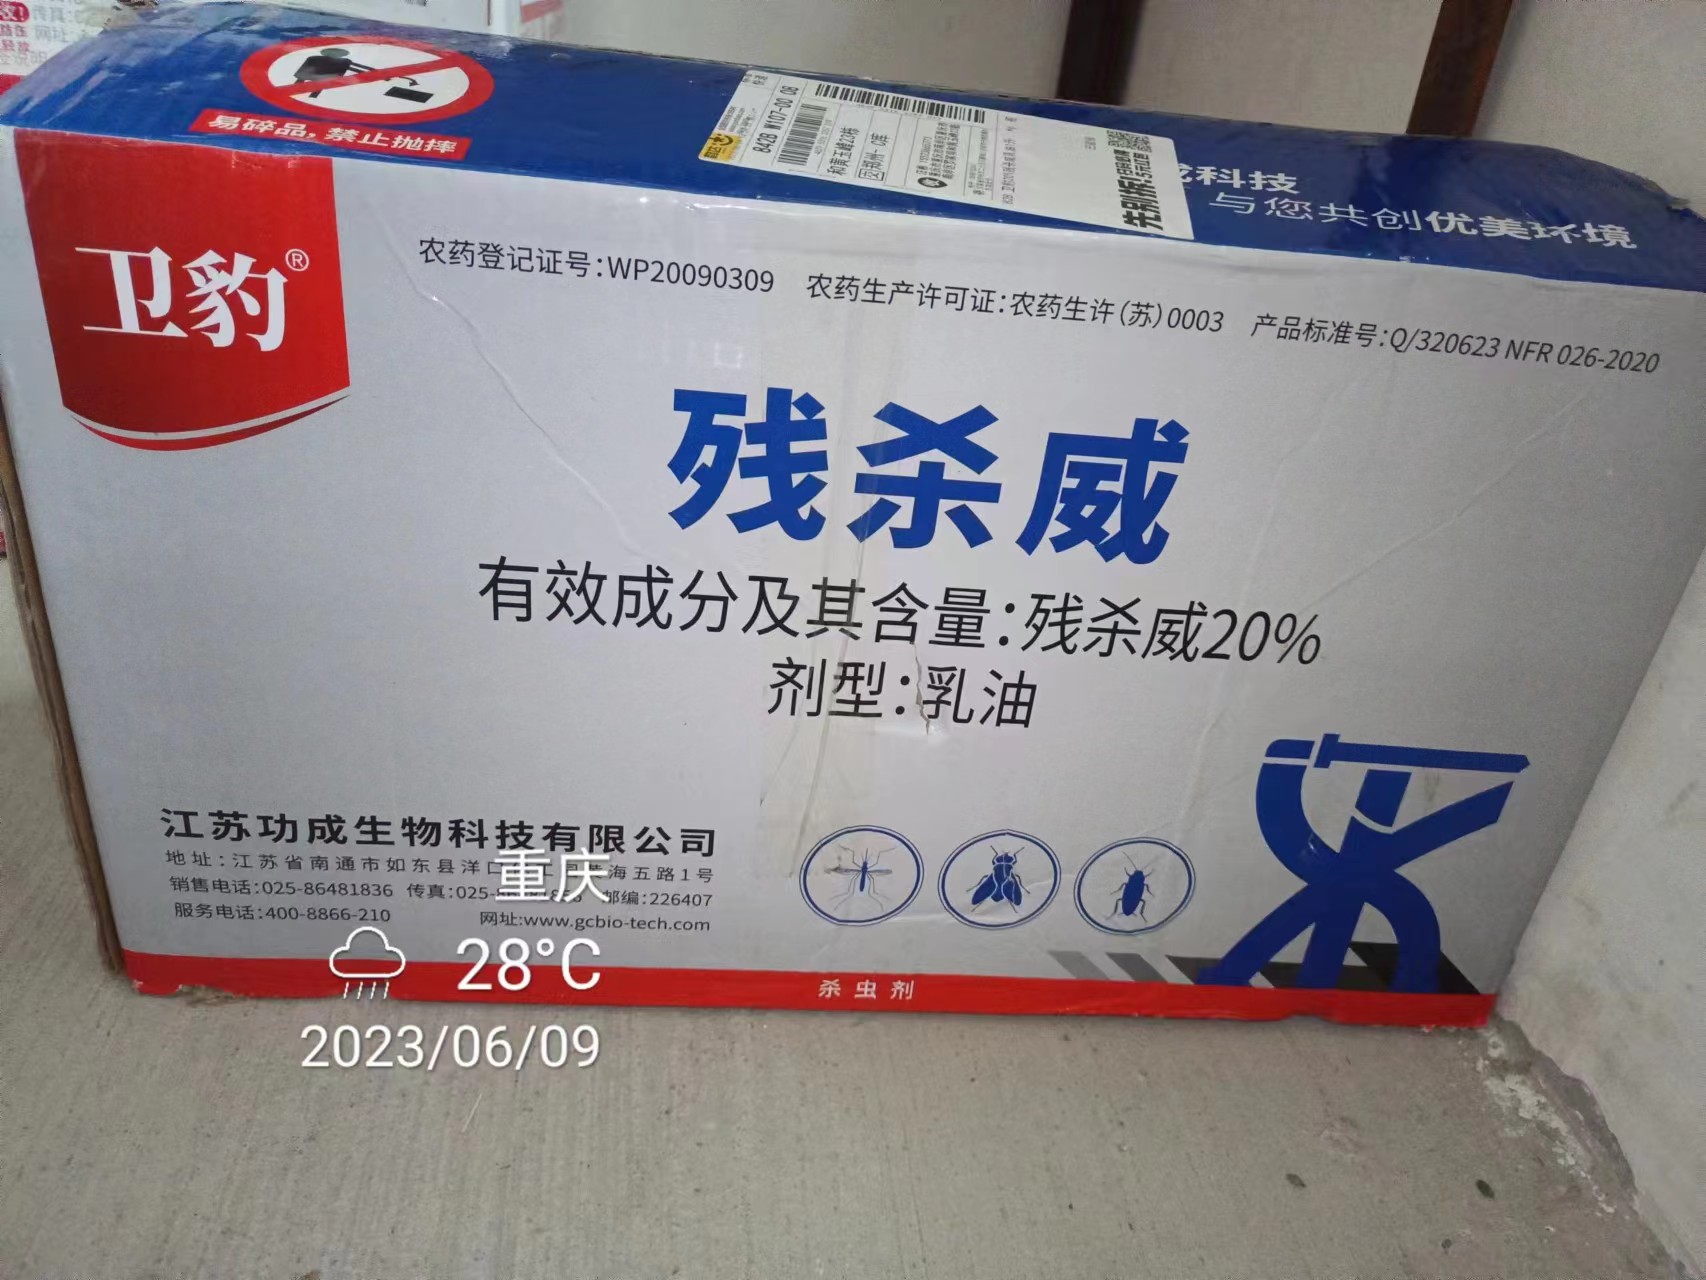 易碎品，禁止抛摔
8428 W107-00 08
科技
与您共创优美环境
卫豹®
农药登记证号：WP20090309 农药生产许可证：农药生许（苏）0003 产品标准号：Q/320623 NFR 026-2020
残杀威
有效成分及其含量：残杀威20%
剂型：乳油
江苏功成生物科技有限公司
地址：江苏省南通市如东县洋口 海五路1号
销售电话：025-86481836 传真：025- 邮编：226407
服务电话：400-8866-210 网址：www.gcbio-tech.com
杀虫剂
重庆
28°C
2023/06/09